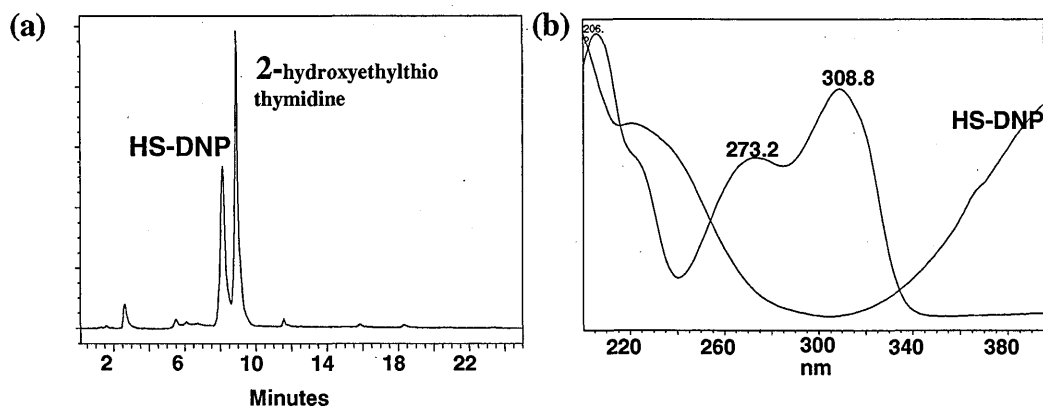 (a)
2-hydroxyethylthio
thymidine
HS-DNP
2 6 10 14 18 22
Minutes
(b)
206.
308.8
273.2
HS-DNP
220 260 300 340 380
nm